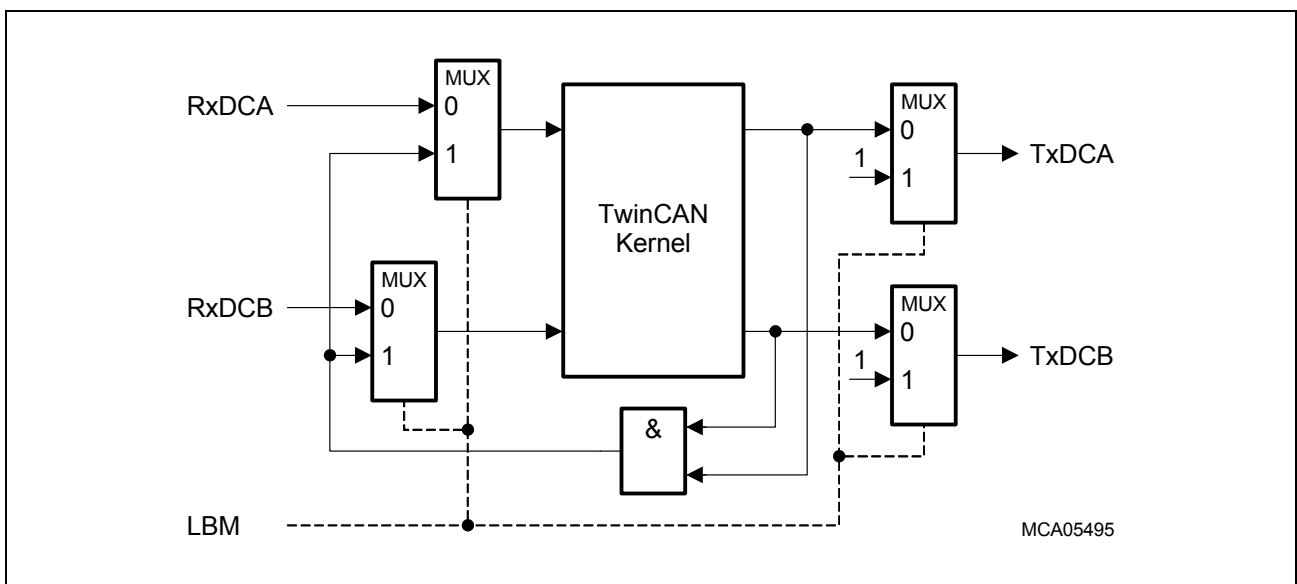 MUX
0
1
RxDCA
MUX
0
1
RxDCB
TwinCAN
Kernel
&
MUX
0
1
1
TxDCA
MUX
0
1
1
TxDCB
LBM
MCA05495